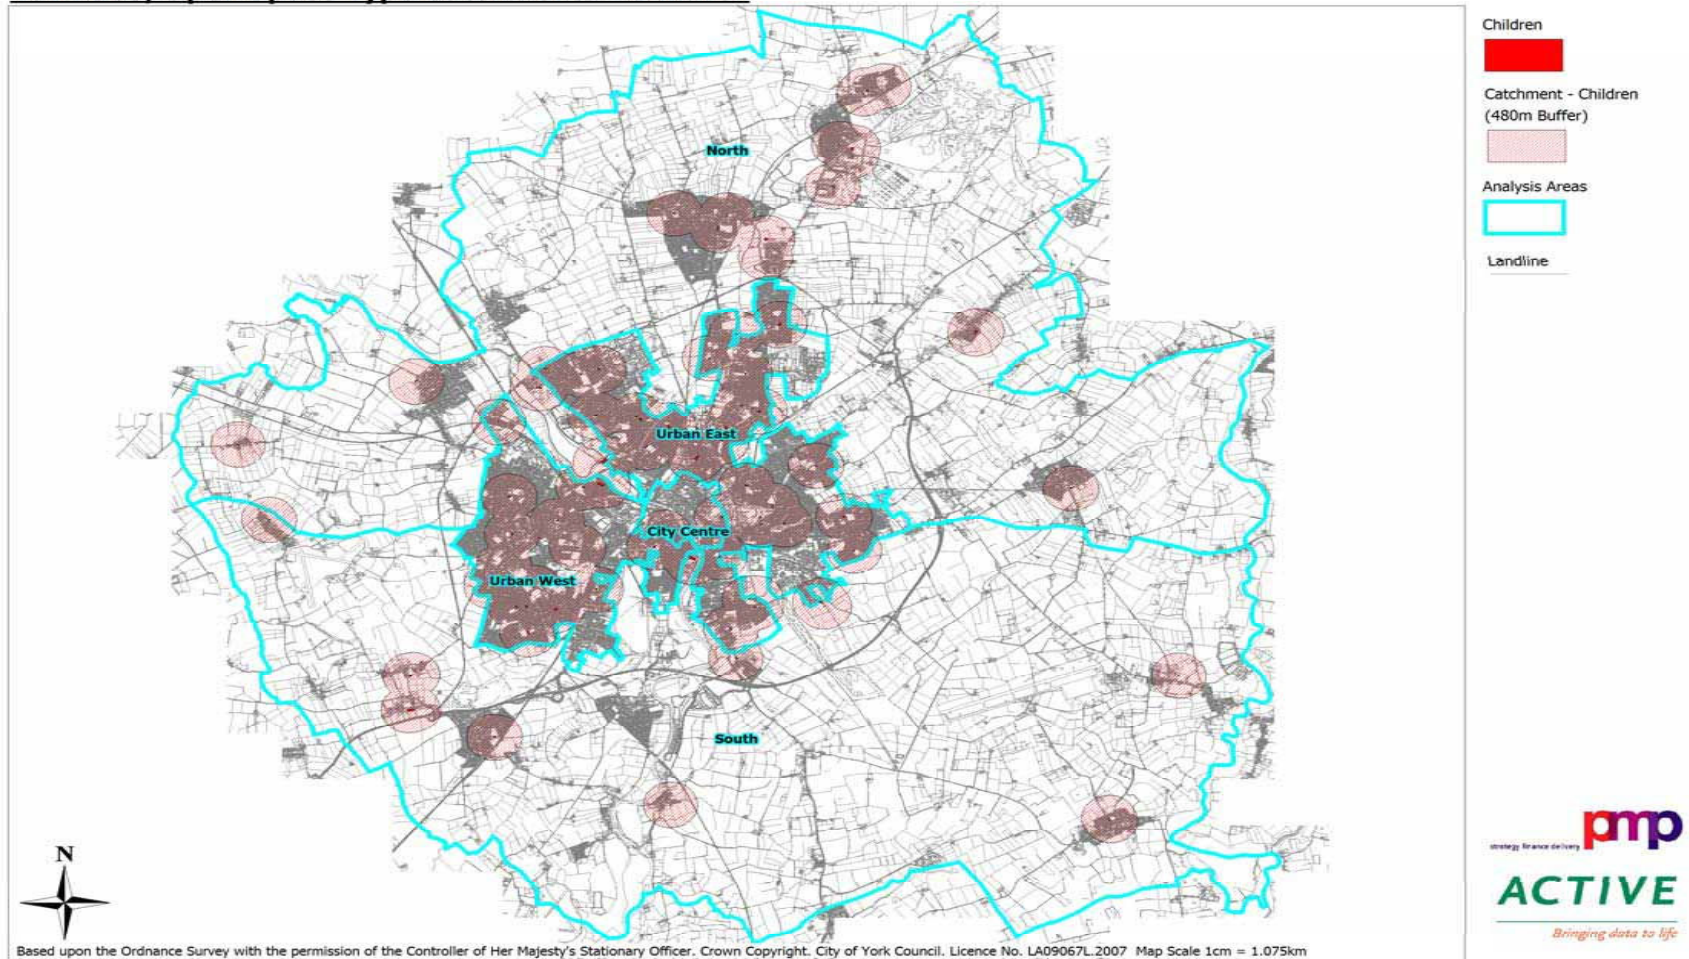 Children
Catchment - Children
(480m Buffer)
Analysis Areas
Landline
North
Urban East
City Centre
Urban West
South
N
pmp
strategy finance delivery
ACTIVE
Bringing data to life
Based upon the Ordnance Survey with the permission of the Controller of Her Majesty's Stationary Officer. Crown Copyright. City of York Council. Licence No. LA09067L.2007 Map Scale 1cm = 1.075km